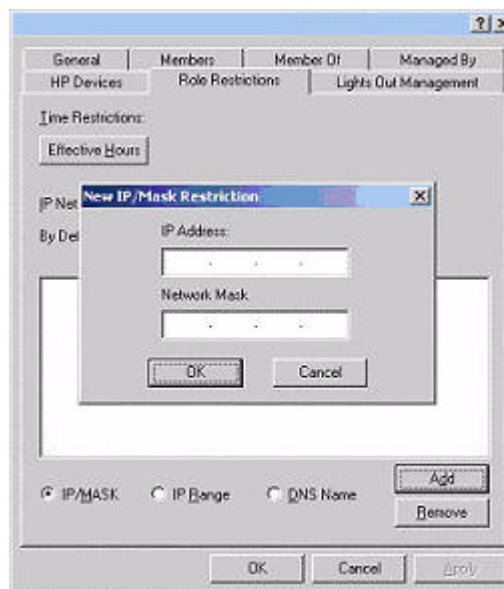 General Members Member Of Managed By
HP Devices Role Restrictions Lights Out Management
Time Restrictions:
Effective Hours
New IP/Mask Restriction
IP Net
By Def
IP Address:
Network Mask
OK Cancel
IP/MASK IP Range DNS Name
Add
Remove
OK Cancel Apply